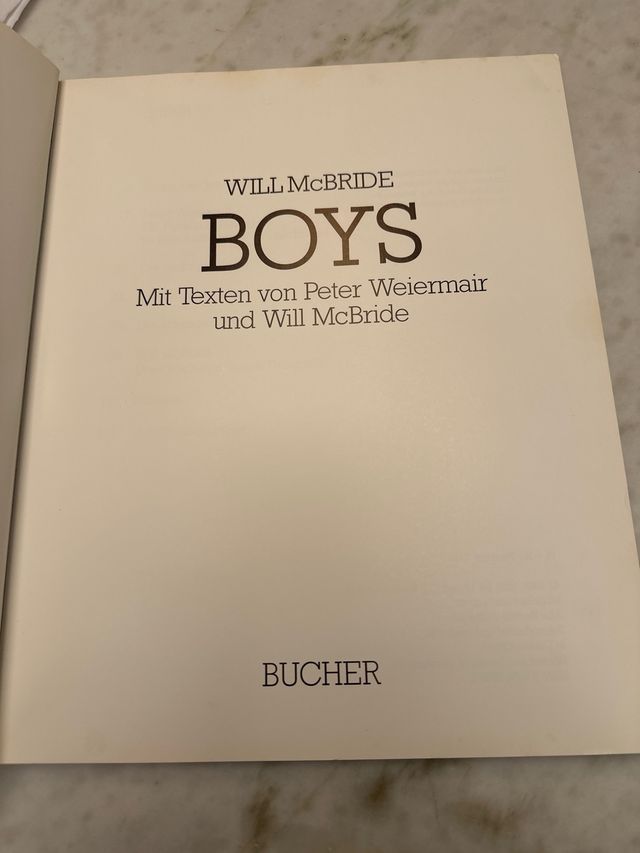 WILL McBRIDE
BOYS
Mit Texten von Peter Weiermair
und Will McBride
BUCHER